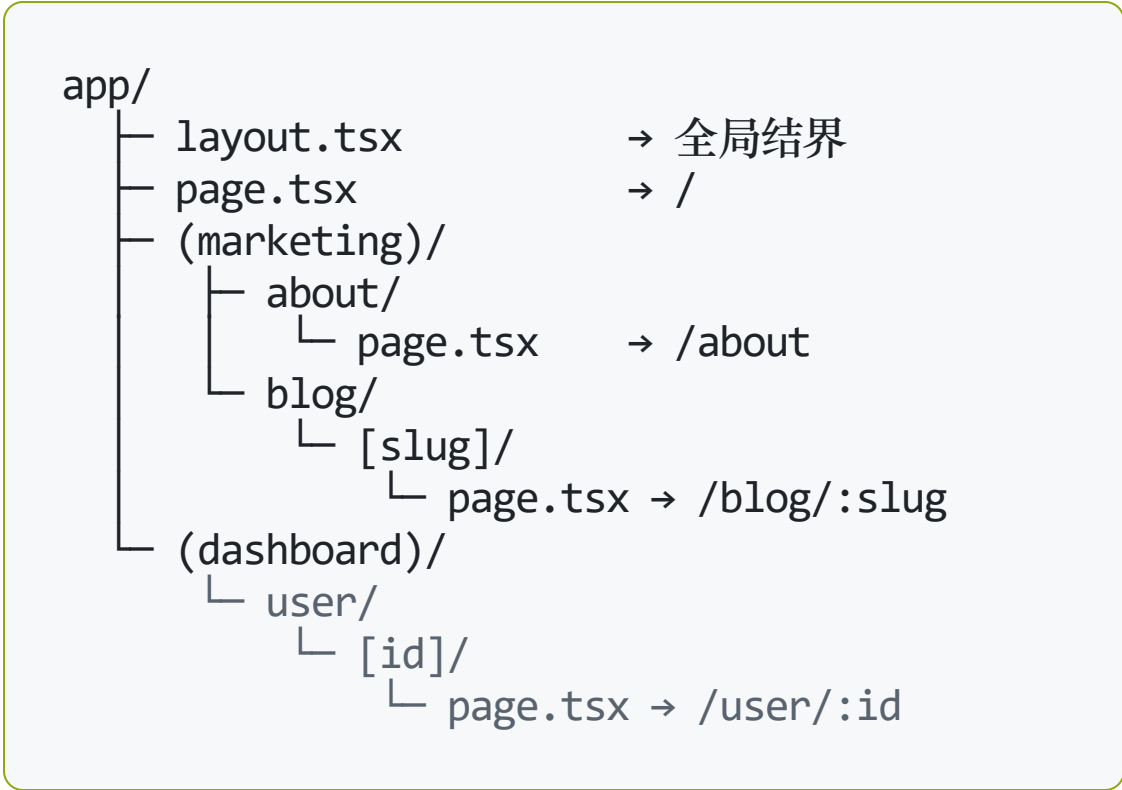 app/
├─ layout.tsx → 全局结界
├─ page.tsx → /
├─ (marketing)/
│ ├─ about/
│ │ └─ page.tsx → /about
│ └─ blog/
│ └─ [slug]/
│ └─ page.tsx → /blog/:slug
└─ (dashboard)/
└─ user/
└─ [id]/
└─ page.tsx → /user/:id